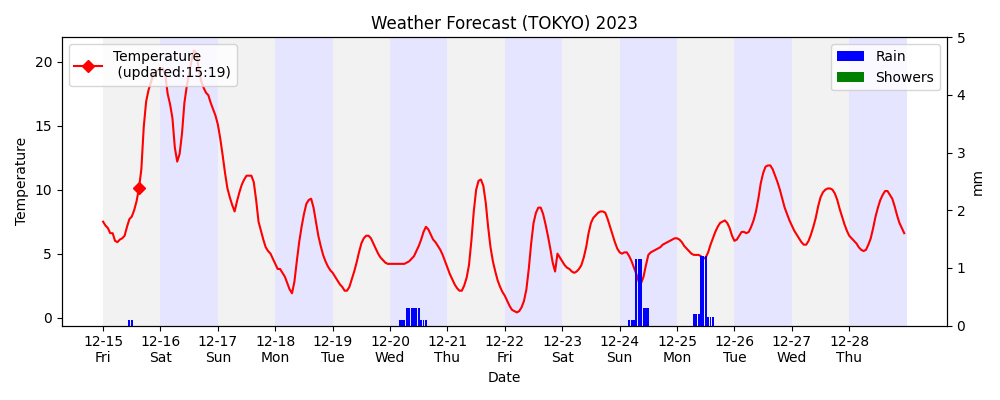 Weather Forecast (TOKYO) 2023
Temperature
(updated:15:19)
Rain
Showers
Temperature
20
15
10
5
0
mm
5
4
3
2
1
0
12-15 12-16 12-17 12-18 12-19 12-20 12-21 12-22 12-23 12-24 12-25 12-26 12-27 12-28
Fri Sat Sun Mon Tue Wed Thu Fri Sat Sun Mon Tue Wed Thu
Date